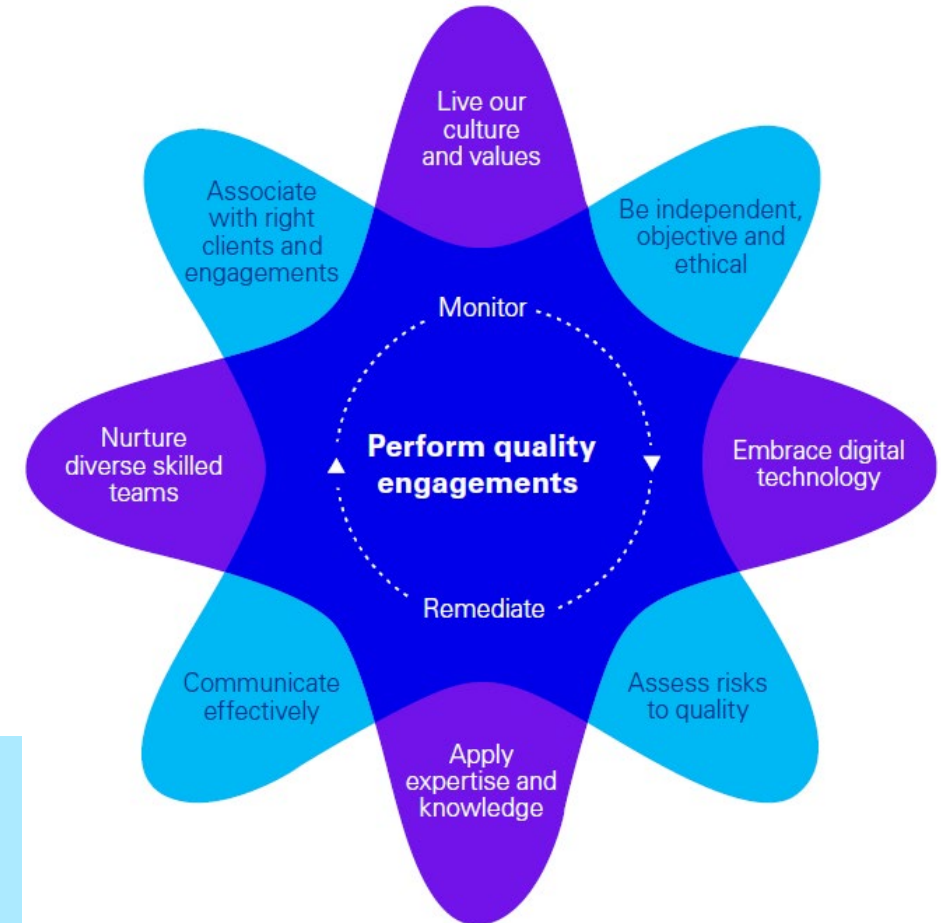 Live our
culture
and values
Associate
with right
clients and
engagements
Be independent,
objective and
ethical
Monitor
Nurture
diverse skilled
teams
Perform quality
engagements
Embrace digital
technology
Remediate
Communicate
effectively
Assess risks
to quality
Apply
expertise and
knowledge